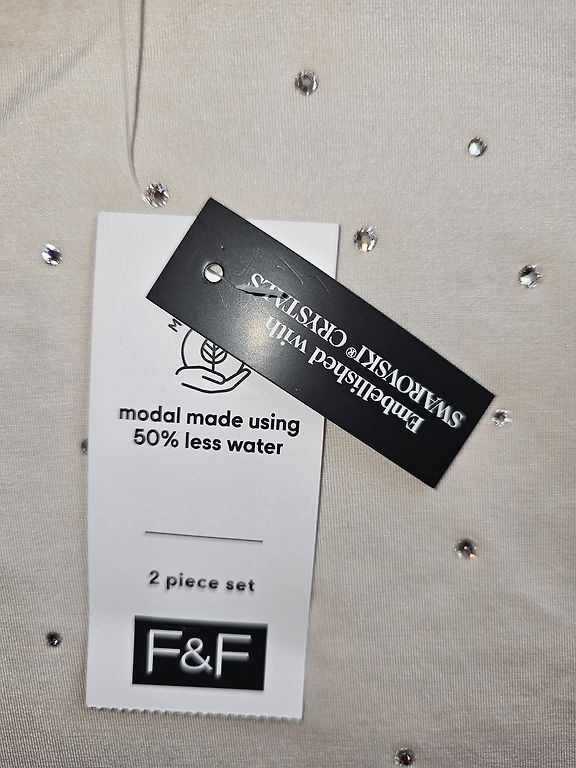 Embellished with
SWAROVSKI® CRYSTALS
modal made using
50% less water
2 piece set
F&F